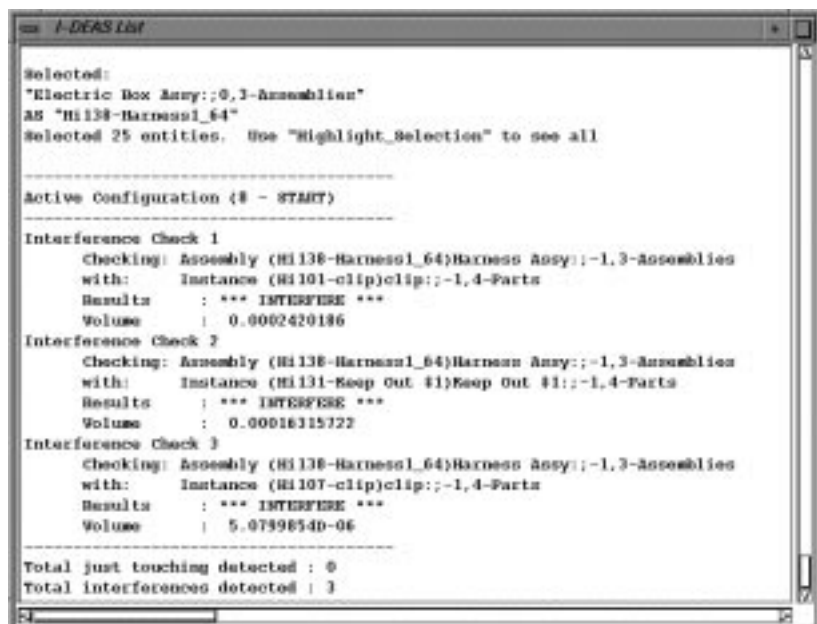 I-DEAS List
Selected:
"Electric Box Assy:;0,3-Assemblies"
AS "Hi138-Harness1_64"
Selected 25 entities. Use "Highlight_Selection" to see all
----------------------------------------
Active Configuration (# - START)
----------------------------------------
Interference Check 1
Checking: Assembly (Hi138-Harness1_64)Harness Assy:;-1,3-Assemblies
with: Instance (Hi101-clip)clip:;-1,4-Parts
Results : *** INTERFERE ***
Volume : 0.0002420186
Interference Check 2
Checking: Assembly (Hi138-Harness1_64)Harness Assy:;-1,3-Assemblies
with: Instance (Hi131-Keep Out #1)Keep Out #1:;-1,4-Parts
Results : *** INTERFERE ***
Volume : 0.00016315722
Interference Check 3
Checking: Assembly (Hi138-Harness1_64)Harness Assy:;-1,3-Assemblies
with: Instance (Hi107-clip)clip:;-1,4-Parts
Results : *** INTERFERE ***
Volume : 5.0799854D-06
----------------------------------------
Total just touching detected : 0
Total interferences detected : 3